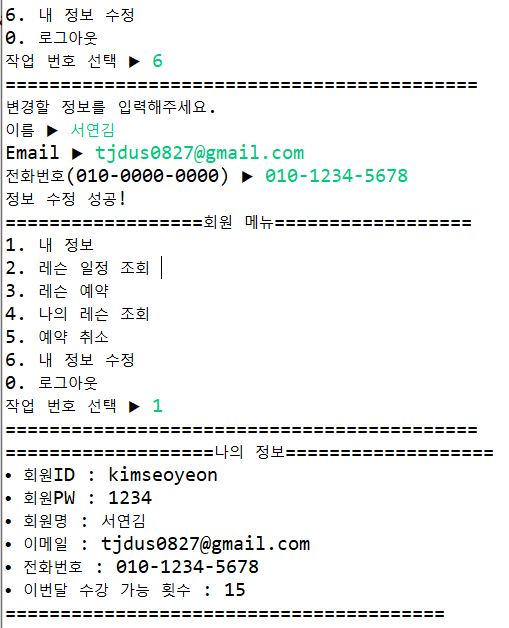 6. 내 정보 수정
0. 로그아웃
작업 번호 선택 ▶ 6
===========================================
변경할 정보를 입력해주세요.
이름 ▶ 서연김
Email ▶ tjdus0827@gmail.com
전화번호(010-0000-0000) ▶ 010-1234-5678
정보 수정 성공!
==================회원 메뉴==================
1. 내 정보
2. 레슨 일정 조회
3. 레슨 예약
4. 나의 레슨 조회
5. 예약 취소
6. 내 정보 수정
0. 로그아웃
작업 번호 선택 ▶ 1
===========================================
===================나의 정보===================
• 회원ID : kimseoyeon
• 회원PW : 1234
• 회원명 : 서연김
• 이메일 : tjdus0827@gmail.com
• 전화번호 : 010-1234-5678
• 이번달 수강 가능 횟수 : 15
========================================